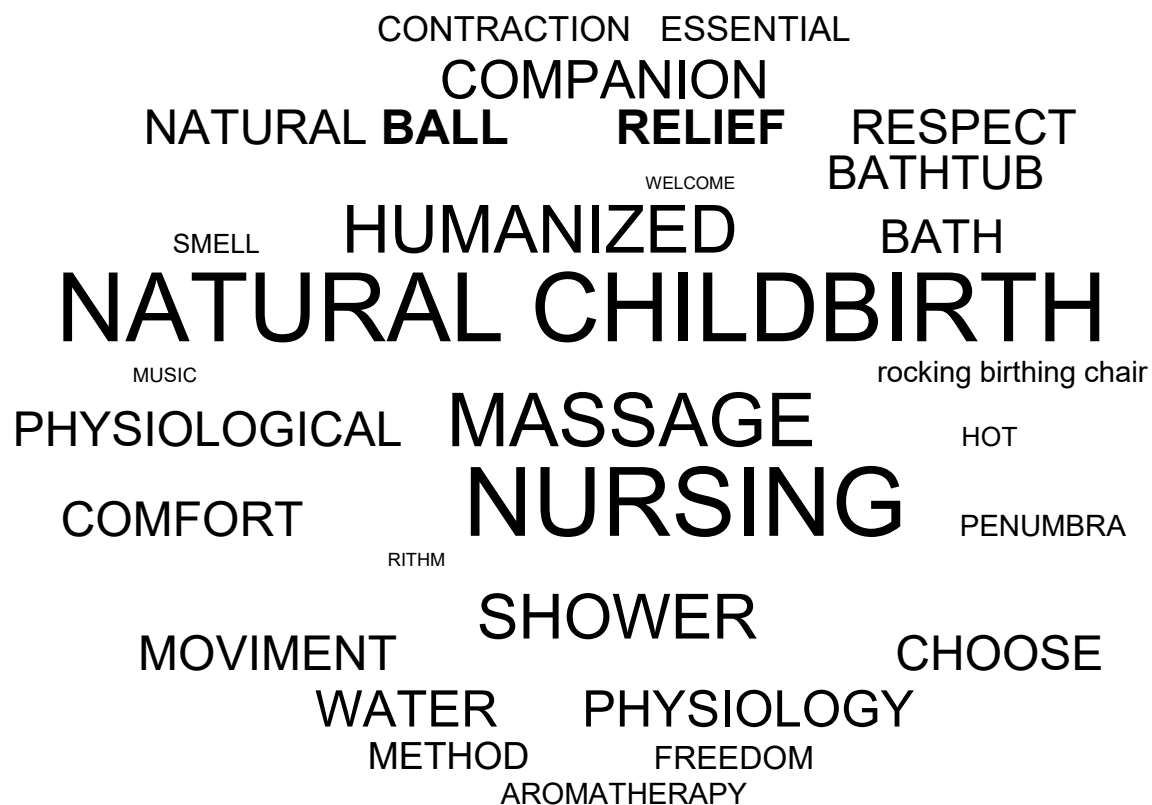 CONTRACTION ESSENTIAL
COMPANION
NATURAL BALL RELIEF RESPECT
WELCOME BATHTUB
SMELL HUMANIZED BATH
NATURAL CHILDBIRTH
MUSIC rocking birthing chair
PHYSIOLOGICAL MASSAGE HOT
COMFORT NURSING PENUMBRA
RITHM
SHOWER
MOVIMENT CHOOSE
WATER PHYSIOLOGY
METHOD FREEDOM
AROMATHERAPY